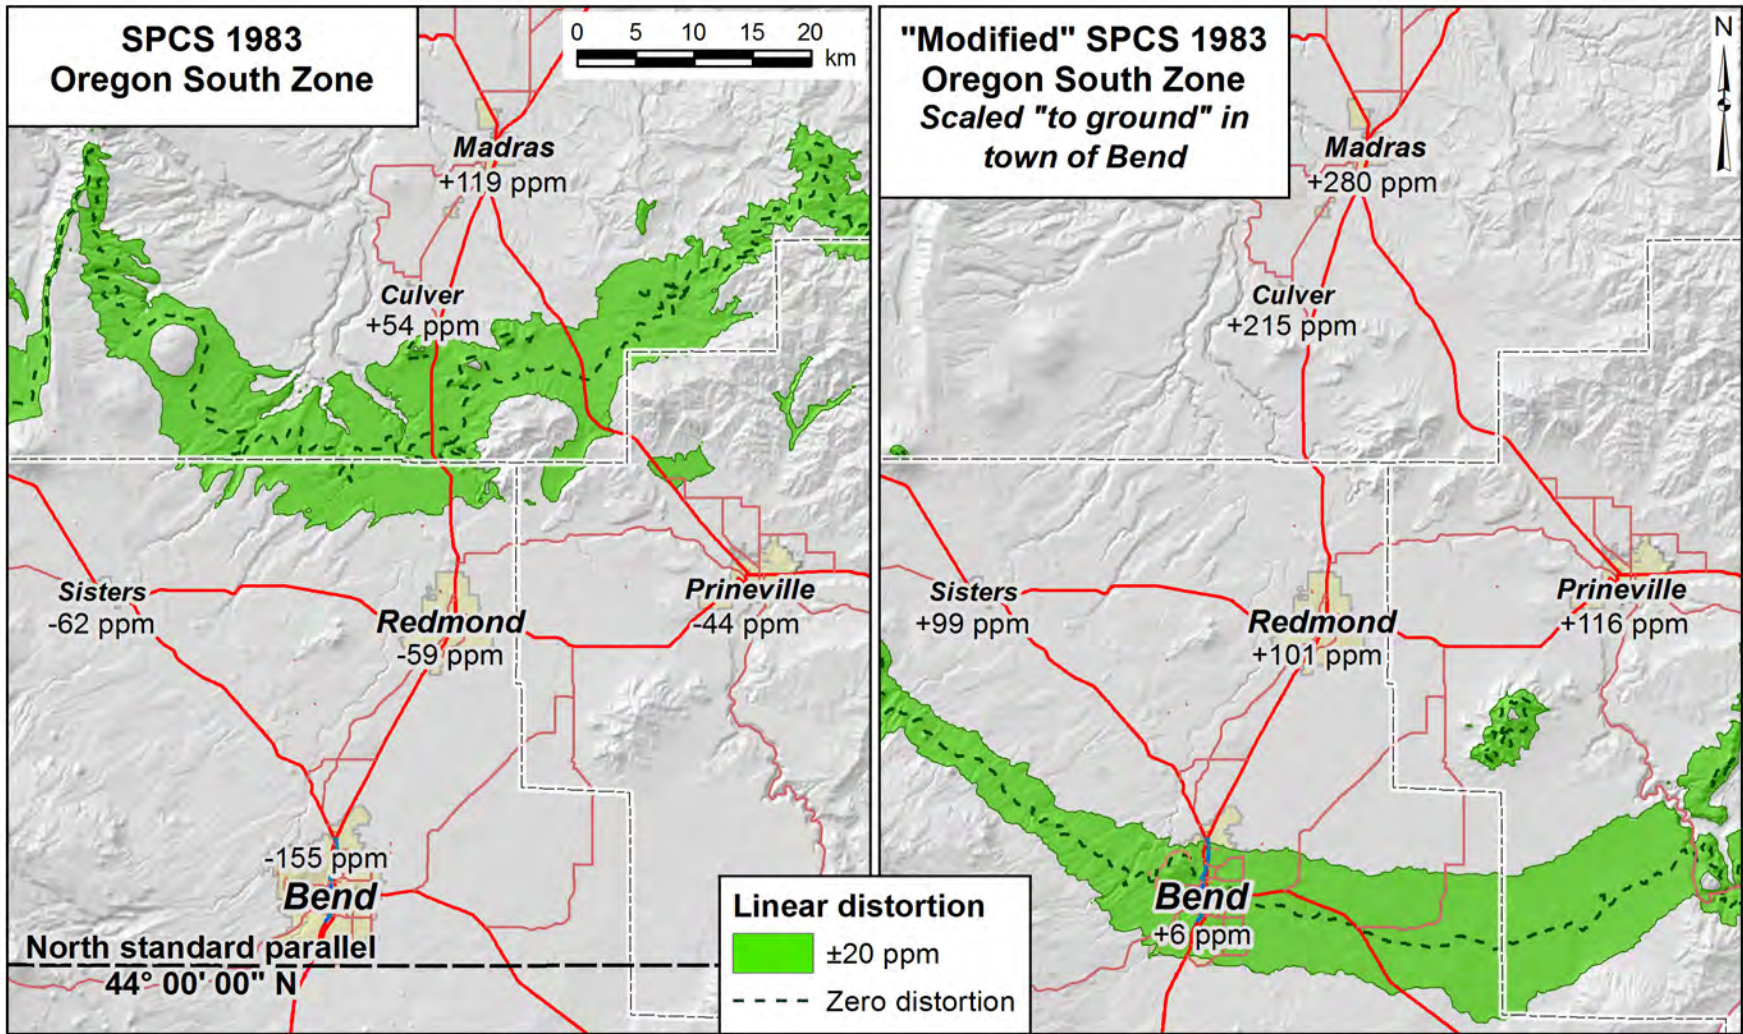 SPCS 1983
Oregon South Zone
0 5 10 15 20
km
Madras
+119 ppm
Culver
+54 ppm
Sisters
-62 ppm
Redmond
-59 ppm
Prineville
-44 ppm
-155 ppm
Bend
North standard parallel
44° 00' 00" N
"Modified" SPCS 1983
Oregon South Zone
Scaled "to ground" in
town of Bend
N
Madras
+280 ppm
Culver
+215 ppm
Sisters
+99 ppm
Redmond
+101 ppm
Prineville
+116 ppm
Bend
+6 ppm
Linear distortion
±20 ppm
Zero distortion